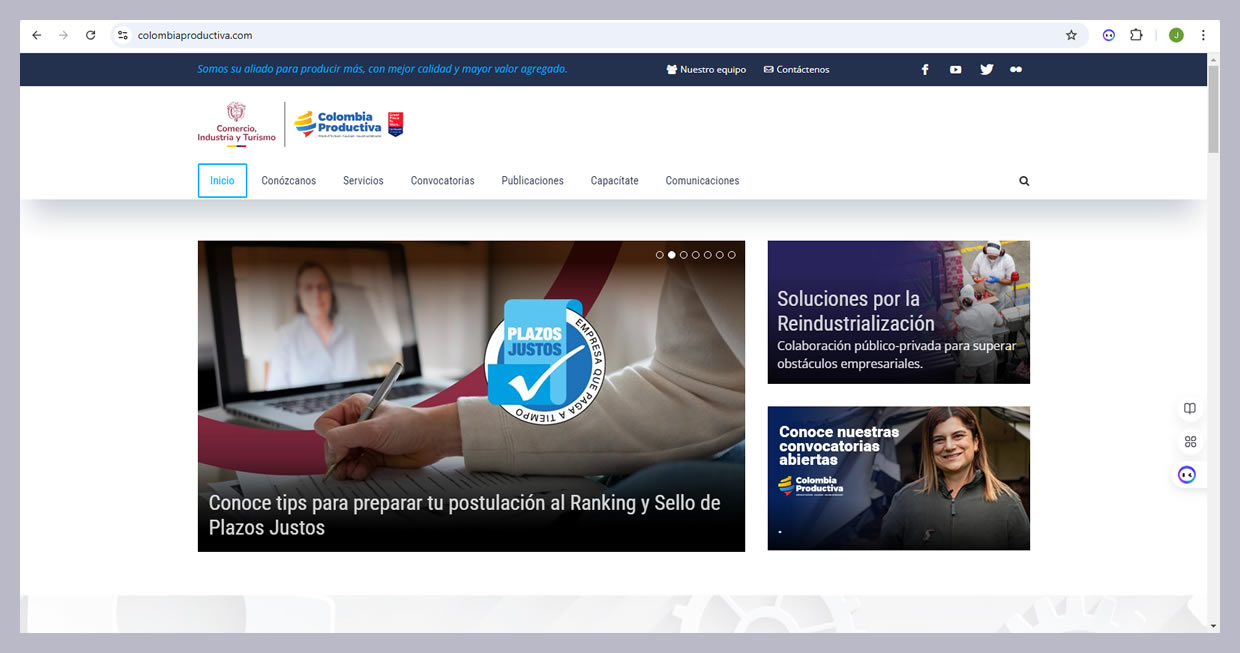 colombiaproductiva.com
J
Somos su aliado para producir más, con mejor calidad y mayor valor agregado.
Nuestro equipo
Contáctenos
Comercio,
Industria y Turismo
Colombia
Productiva
Inicio
Conózcanos
Servicios
Convocatorias
Publicaciones
Capacítate
Comunicaciones
PLAZOS
JUSTOS
EMPRESA QUE PAGA A TIEMPO
Conoce tips para preparar tu postulación al Ranking y Sello de
Plazos Justos
Soluciones por la
Reindustrialización
Colaboración público-privada para superar
obstáculos empresariales.
Conoce nuestras
convocatorias
abiertas
Colombia
Productiva
.